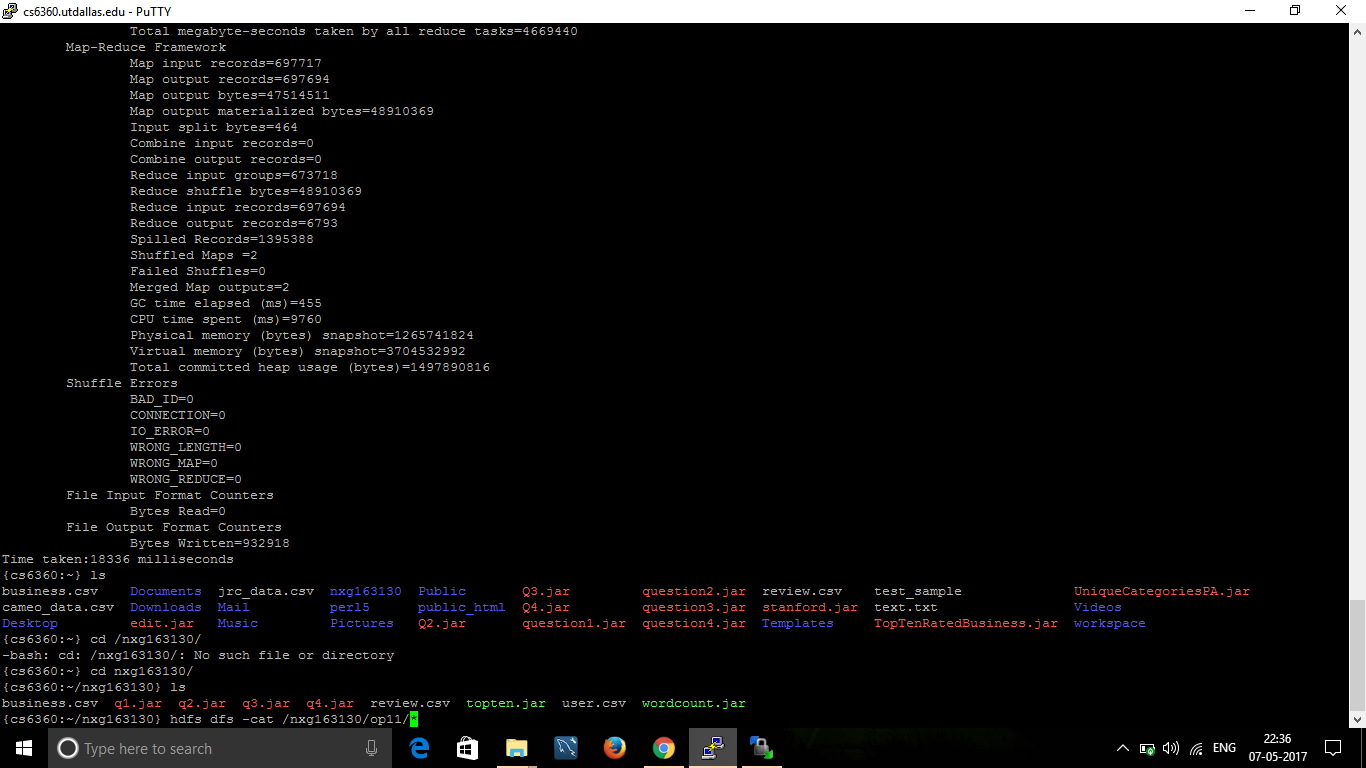 cs6360.utdallas.edu - PuTTY
Total megabyte-seconds taken by all reduce tasks=4669440
Map-Reduce Framework
Map input records=697717
Map output records=697694
Map output bytes=47514511
Map output materialized bytes=48910369
Input split bytes=464
Combine input records=0
Combine output records=0
Reduce input groups=673718
Reduce shuffle bytes=48910369
Reduce input records=697694
Reduce output records=6793
Spilled Records=1395388
Shuffled Maps =2
Failed Shuffles=0
Merged Map outputs=2
GC time elapsed (ms)=455
CPU time spent (ms)=9760
Physical memory (bytes) snapshot=1265741824
Virtual memory (bytes) snapshot=3704532992
Total committed heap usage (bytes)=1497890816
Shuffle Errors
BAD_ID=0
CONNECTION=0
IO_ERROR=0
WRONG_LENGTH=0
WRONG_MAP=0
WRONG_REDUCE=0
File Input Format Counters
Bytes Read=0
File Output Format Counters
Bytes Written=932918
Time taken:18336 milliseconds
{cs6360:~} ls
business.csv Documents jrc_data.csv nxg163130 Public Q3.jar question2.jar review.csv test_sample UniqueCategoriesPA.jar
cameo_data.csv Downloads Mail perl5 public_html Q4.jar question3.jar stanford.jar text.txt Videos
Desktop edit.jar Music Pictures Q2.jar question1.jar question4.jar Templates TopTenRatedBusiness.jar workspace
{cs6360:~} cd /nxg163130/
-bash: cd: /nxg163130/: No such file or directory
{cs6360:~} cd nxg163130/
{cs6360:~/nxg163130} ls
business.csv q1.jar q2.jar q3.jar q4.jar review.csv topten.jar user.csv wordcount.jar
{cs6360:~/nxg163130} hdfs dfs -cat /nxg163130/op11/*
Type here to search
ENG
22:36
07-05-2017